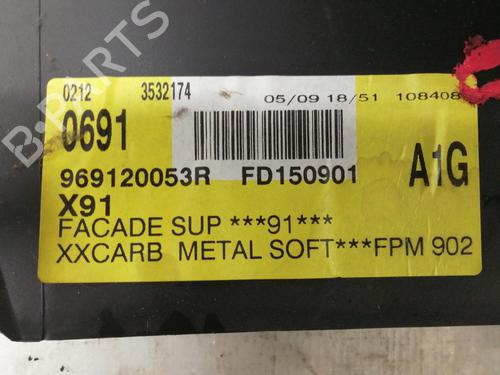 B-PARTS
0212 3532174
05/09 18/51 108408
0691
969120053R FD150901
A1G
X91
FACADE SUP ***91***
XXCARB METAL SOFT***FPM 902